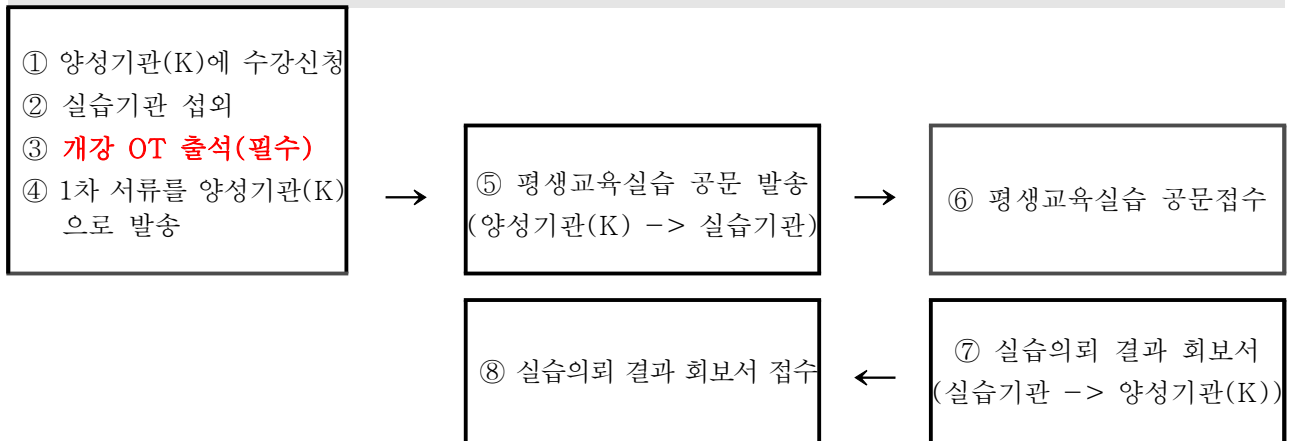 ① 양성기관(K)에 수강신청
② 실습기관 섭외
③ 개강 OT 출석(필수)
④ 1차 서류를 양성기관(K)
으로 발송
→
⑤ 평생교육실습 공문 발송
(양성기관(K) -> 실습기관)
→
⑥ 평생교육실습 공문접수
⑦ 실습의뢰 결과 회보서
(실습기관 -> 양성기관(K))
←
⑧ 실습의뢰 결과 회보서 접수